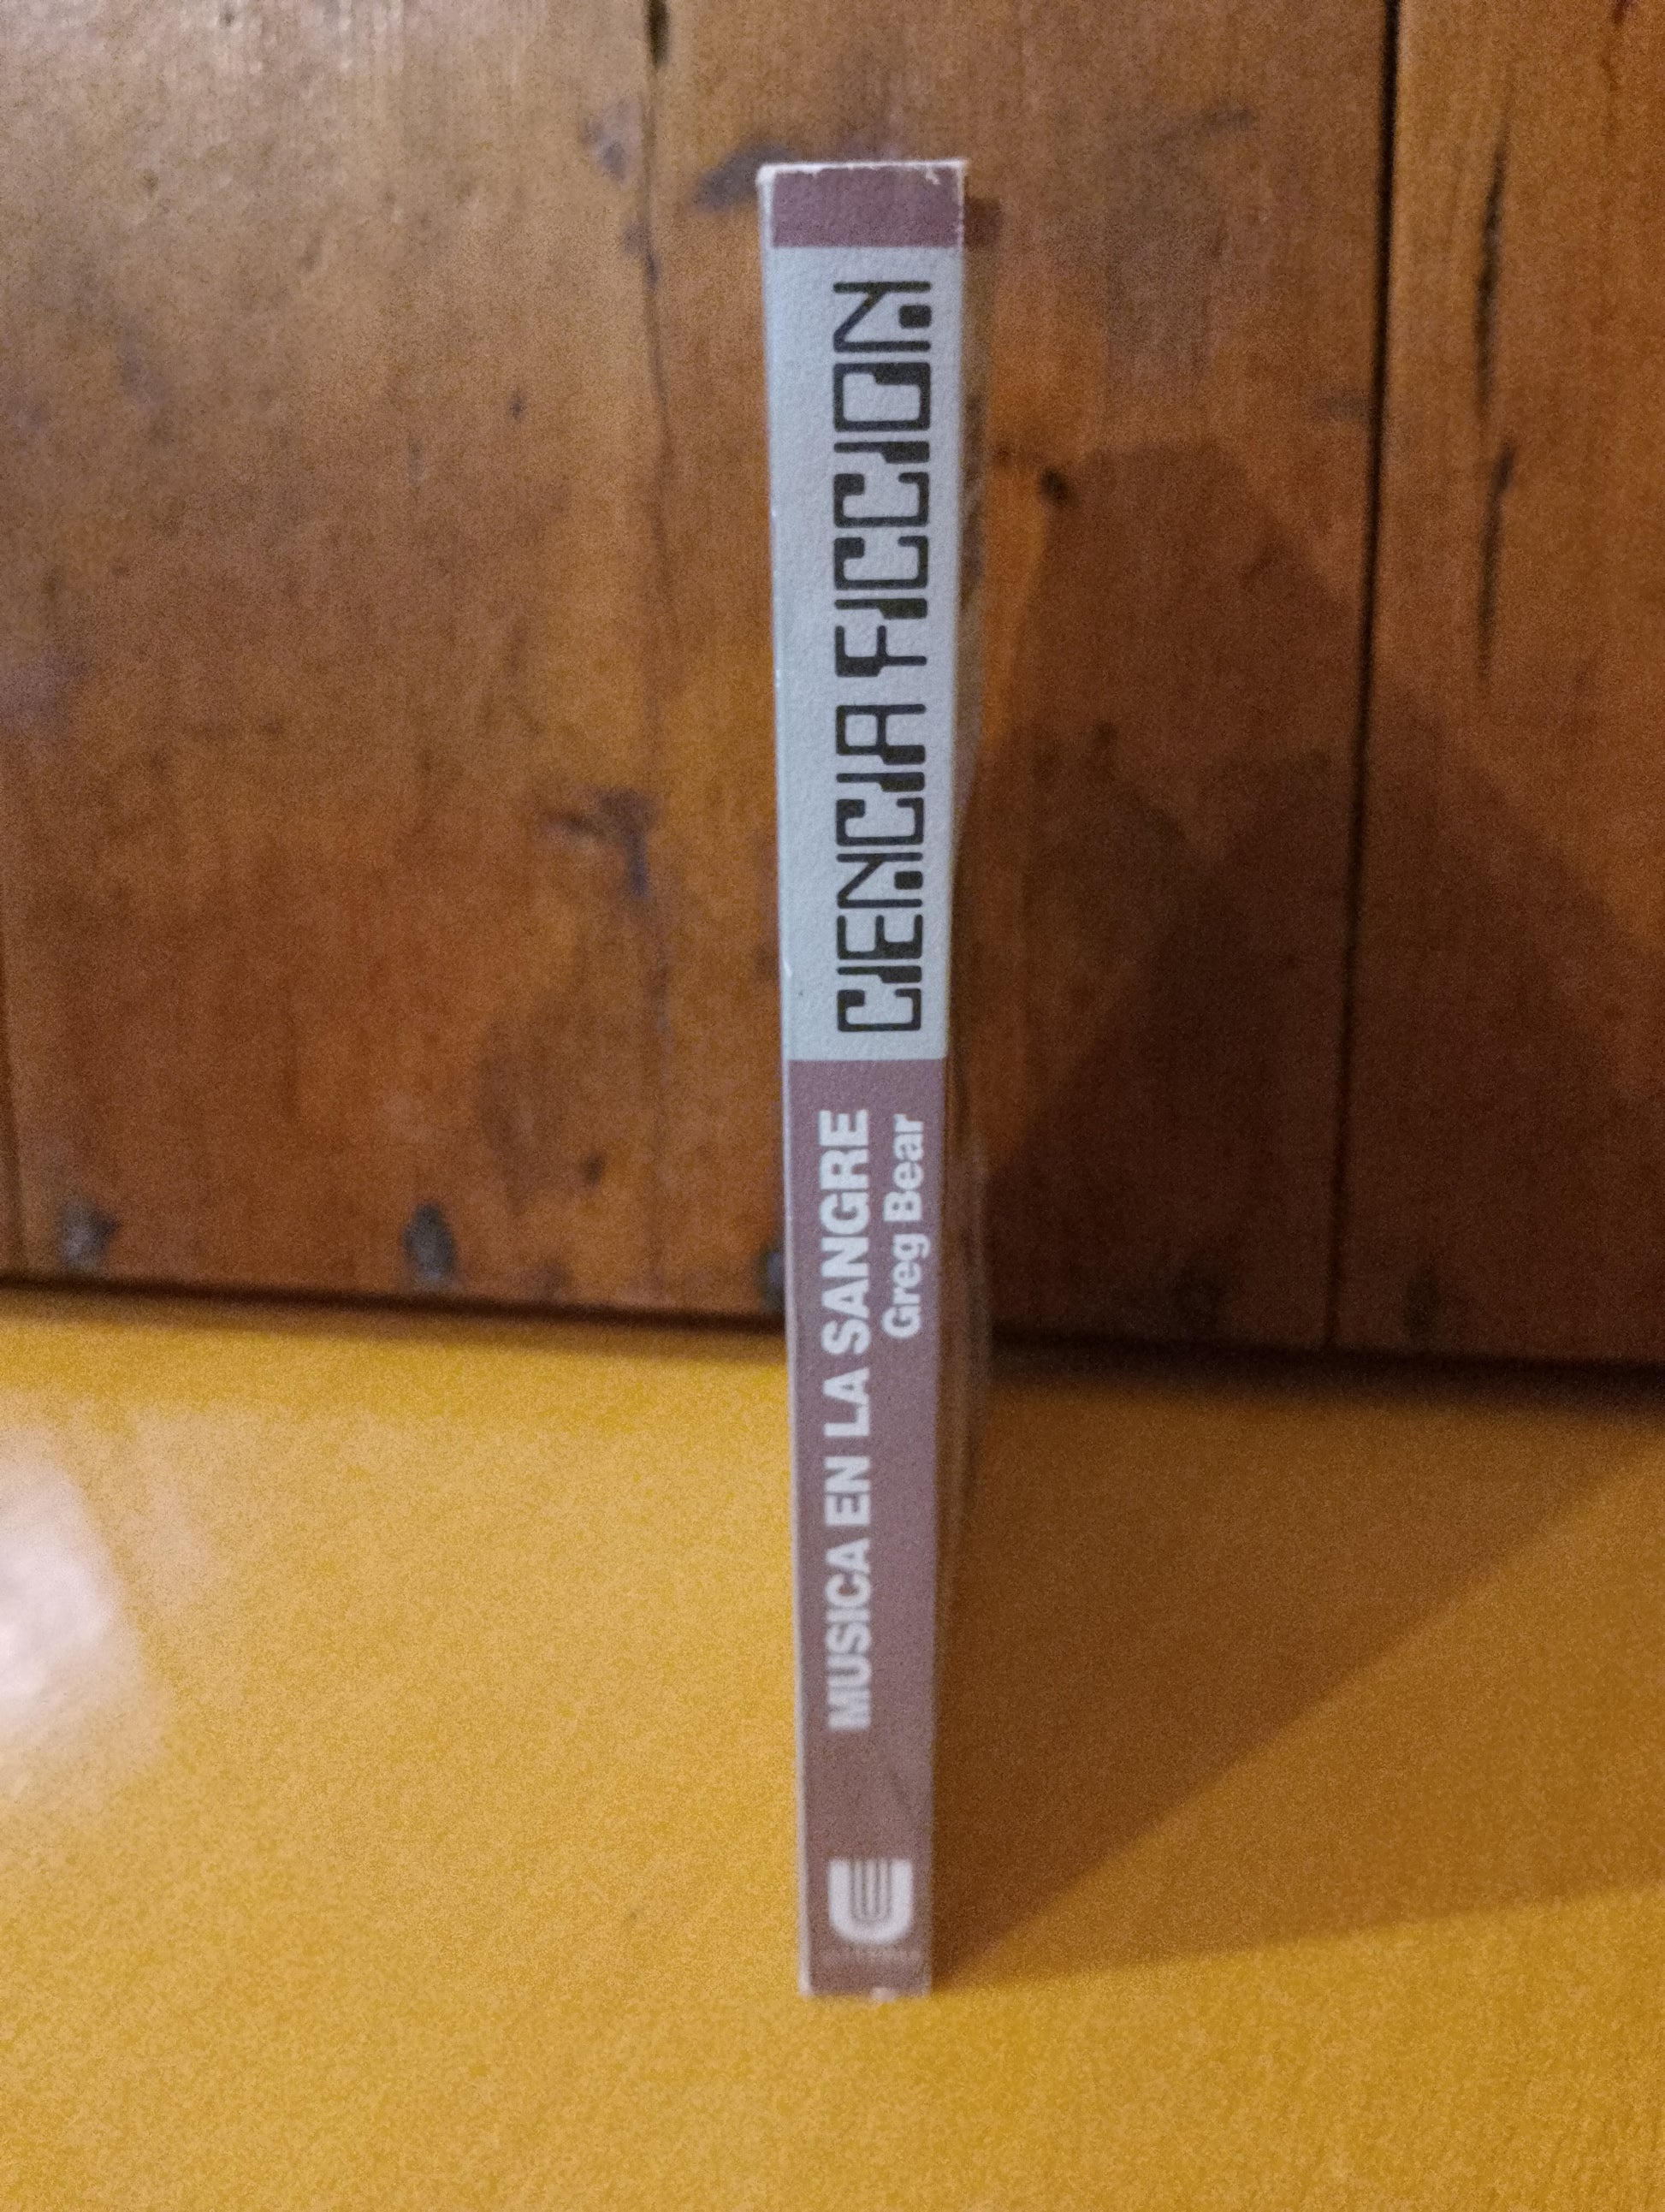 MUSICA EN LA SANGRE
Greg Bear
CIENCIA FICCION